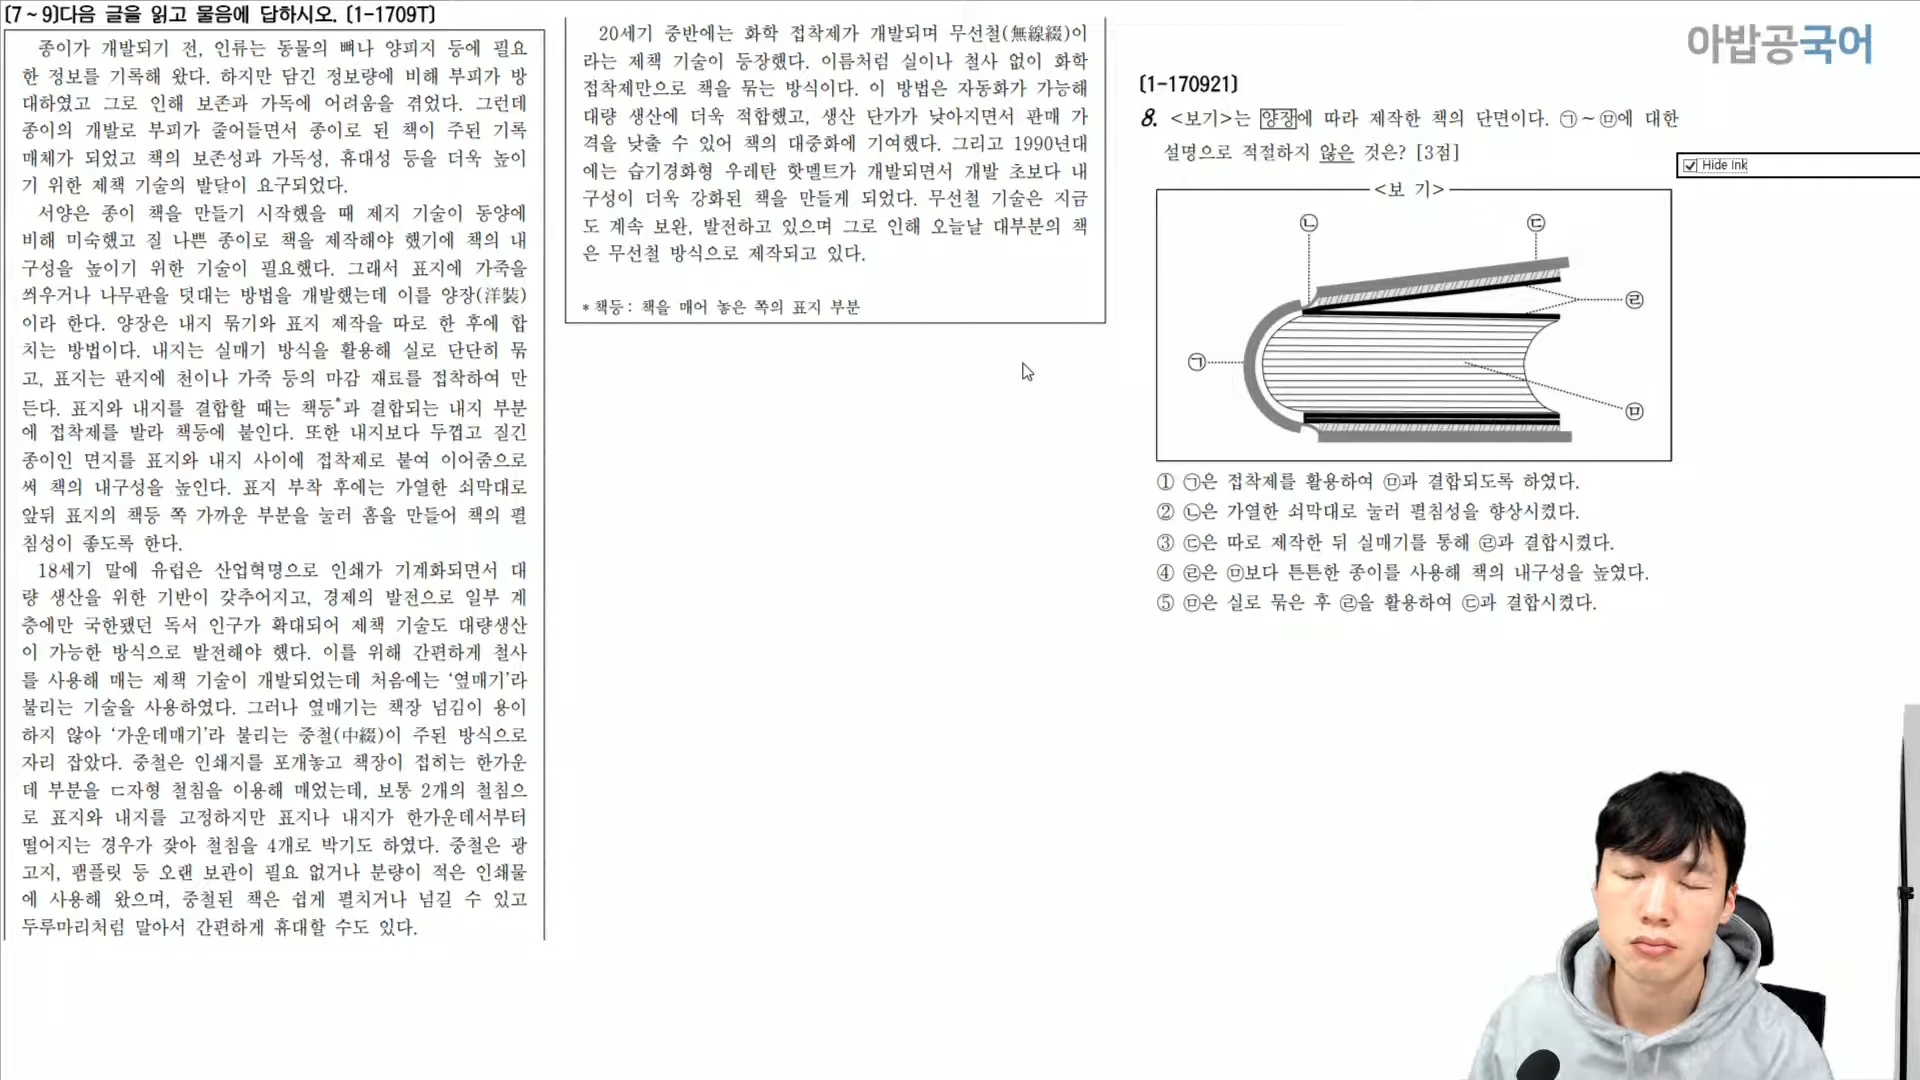 [7~9]다음 글을 읽고 물음에 답하시오. (1-1709T)
종이가 개발되기 전, 인류는 동물의 뼈나 양피지 등에 필요
한 정보를 기록해 왔다. 하지만 담긴 정보량에 비해 부피가 방
대하였고 그로 인해 보존과 가독에 어려움을 겪었다. 그런데
종이의 개발로 부피가 줄어들면서 종이로 된 책이 주된 기록
매체가 되었고 책의 보존성과 가독성, 휴대성 등을 더욱 높이
기 위한 제책 기술의 발달이 요구되었다.
서양은 종이 책을 만들기 시작했을 때 제지 기술이 동양에
비해 미숙했고 질 나쁜 종이로 책을 제작해야 했기에 책의 내
구성을 높이기 위한 기술이 필요했다. 그래서 표지에 가죽을
씌우거나 나무판을 덧대는 방법을 개발했는데 이를 양장(洋裝)
이라 한다. 양장은 내지 묶기와 표지 제작을 따로 한 후에 합
치는 방법이다. 내지는 실매기 방식을 활용해 실로 단단히 묶
고, 표지는 판지에 천이나 가죽 등의 마감 재료를 접착하여 만
든다. 표지와 내지를 결합할 때는 책등*과 결합되는 내지 부분
에 접착제를 발라 책등에 붙인다. 또한 내지보다 두껍고 질긴
종이인 면지를 표지와 내지 사이에 접착제로 붙여 이어줌으로
써 책의 내구성을 높인다. 표지 부착 후에는 가열한 쇠막대로
앞뒤 표지의 책등 쪽 가까운 부분을 눌러 홈을 만들어 책의 펼
침성이 좋도록 한다.
18세기 말에 유럽은 산업혁명으로 인쇄가 기계화되면서 대
량 생산을 위한 기반이 갖추어지고, 경제의 발전으로 일부 계
층에만 국한됐던 독서 인구가 확대되어 제책 기술도 대량생산
이 가능한 방식으로 발전해야 했다. 이를 위해 간편하게 철사
를 사용해 매는 제책 기술이 개발되었는데 처음에는 ‘옆매기’라
불리는 기술을 사용하였다. 그러나 옆매기는 책장 넘김이 용이
하지 않아 ‘가운데매기’라 불리는 중철(中綴)이 주된 방식으로
자리 잡았다. 중철은 인쇄지를 포개놓고 책장이 접히는 한가운
데 부분을 ㄷ자형 철침을 이용해 매었는데, 보통 2개의 철침으
로 표지와 내지를 고정하지만 표지나 내지가 한가운데서부터
떨어지는 경우가 잦아 철침을 4개로 박기도 하였다. 중철은 광
고지, 팸플릿 등 오랜 보관이 필요 없거나 분량이 적은 인쇄물
에 사용해 왔으며, 중철된 책은 쉽게 펼치거나 넘길 수 있고
두루마리처럼 말아서 간편하게 휴대할 수도 있다.
20세기 중반에는 화학 접착제가 개발되며 무선철(無線綴)이
라는 제책 기술이 등장했다. 이름처럼 실이나 철사 없이 화학
접착제만으로 책을 묶는 방식이다. 이 방법은 자동화가 가능해
대량 생산에 더욱 적합했고, 생산 단가가 낮아지면서 판매 가
격을 낮출 수 있어 책의 대중화에 기여했다. 그리고 1990년대
에는 습기경화형 우레탄 핫멜트가 개발되면서 개발 초보다 내
구성이 더욱 강화된 책을 만들게 되었다. 무선철 기술은 지금
도 계속 보완, 발전하고 있으며 그로 인해 오늘날 대부분의 책
은 무선철 방식으로 제작되고 있다.
* 책등: 책을 매어 놓은 쪽의 표지 부분
아밥공국어
Hide Ink
(1-170921)
8. <보기>는 양장에 따라 제작한 책의 단면이다. ㉠~㉤에 대한
설명으로 적절하지 않은 것은? [3점]
<보 기>
㉡ ㉢
㉣
㉠
㉤
① ㉠은 접착제를 활용하여 ㉤과 결합되도록 하였다.
② ㉡은 가열한 쇠막대로 눌러 펼침성을 향상시켰다.
③ ㉢은 따로 제작한 뒤 실매기를 통해 ㉣과 결합시켰다.
④ ㉣은 ㉤보다 튼튼한 종이를 사용해 책의 내구성을 높였다.
⑤ ㉤은 실로 묶은 후 ㉣을 활용하여 ㉢과 결합시켰다.